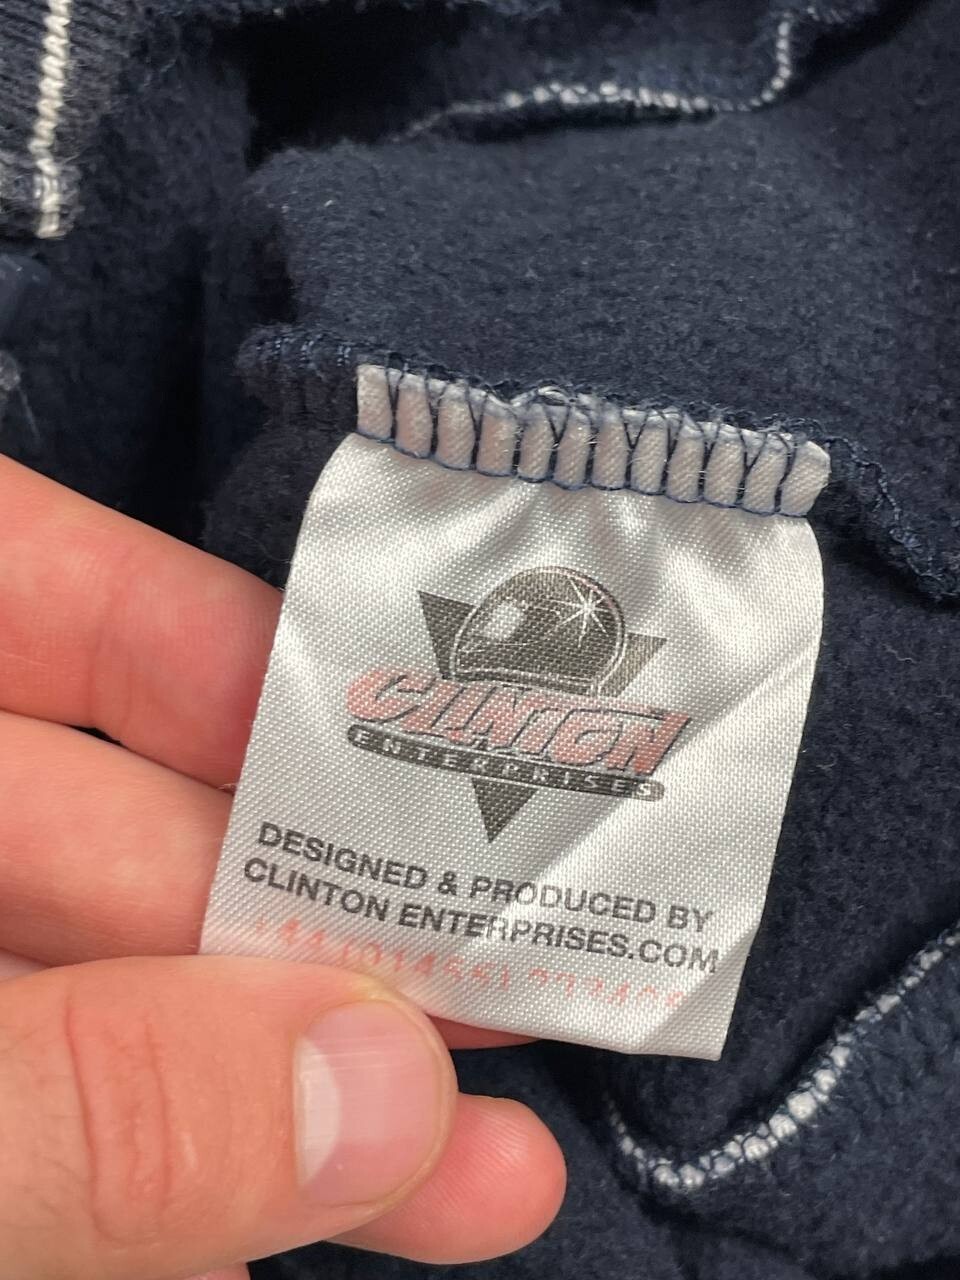 CLINTON
ENTERPRISES
DESIGNED & PRODUCED BY
CLINTON ENTERPRISES.COM